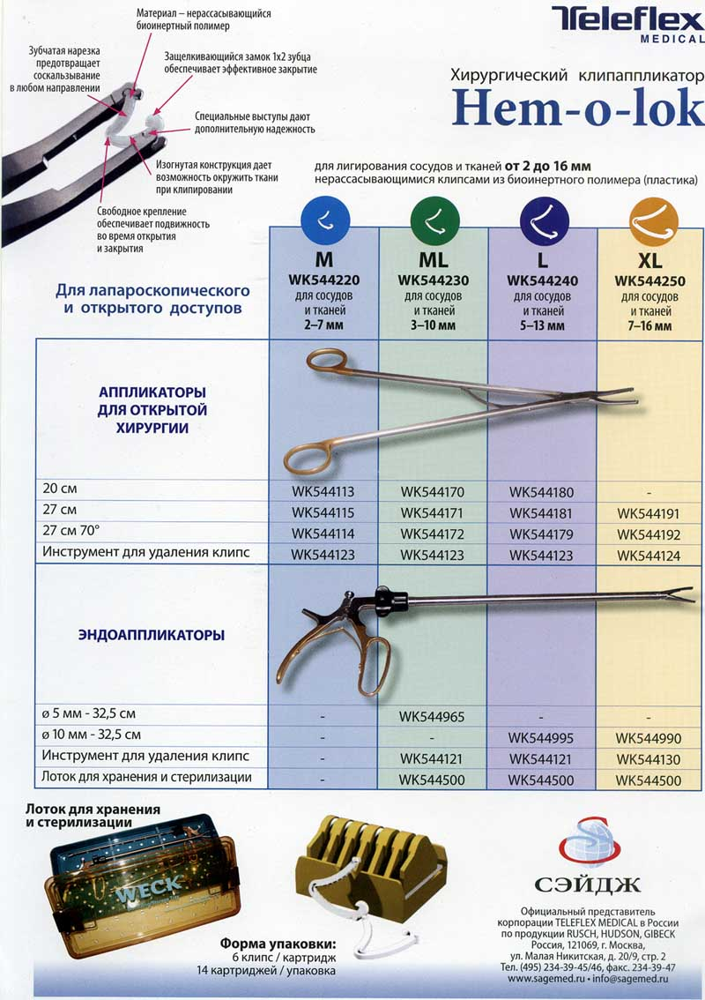 Teleflex
MEDICAL
Хирургический клипаппликатор
Hem-o-lok
для лигирования сосудов и тканей от 2 до 16 мм
нерассасывающимися клипсами из биоинертного полимера (пластика)
Материал – нерассасывающийся
биоинертный полимер
Зубчатая нарезка
предотвращает
соскальзывание
в любом направлении
Защелкивающийся замок 1х2 зубца
обеспечивает эффективное закрытие
Специальные выступы дают
дополнительную надежность
Изогнутая конструкция дает
возможность окружить ткани
при клипировании
Свободное крепление
обеспечивает подвижность
во время открытия
и закрытия
Для лапароскопического
и открытого доступов
M
WK544220
для сосудов
и тканей
2–7 мм
ML
WK544230
для сосудов
и тканей
3–10 мм
L
WK544240
для сосудов
и тканей
5–13 мм
XL
WK544250
для сосудов
и тканей
7–16 мм
АППЛИКАТОРЫ
ДЛЯ ОТКРЫТОЙ
ХИРУРГИИ
20 см WK544113 WK544170 WK544180 -
27 см WK544115 WK544171 WK544181 WK544191
27 см 70° WK544114 WK544172 WK544179 WK544192
Инструмент для удаления клипс WK544123 WK544123 WK544123 WK544124
ЭНДОАППЛИКАТОРЫ
ø 5 мм - 32,5 см - WK544965 - -
ø 10 мм - 32,5 см - - WK544995 WK544990
Инструмент для удаления клипс - WK544121 WK544121 WK544130
Лоток для хранения и стерилизации - WK544500 WK544500 WK544500
Лоток для хранения
и стерилизации
WECK
Форма упаковки:
6 клипс / картридж
14 картриджей / упаковка
СЭЙДЖ
Официальный представитель
корпорации TELEFLEX MEDICAL в России
по продукции RUSCH, HUDSON, GIBECK
Россия, 121069, г. Москва,
ул. Малая Никитская, д. 20/9, стр. 2
Тел. (495) 234-39-45/46, факс. 234-39-47
www.sagemed.ru • info@sagemed.ru